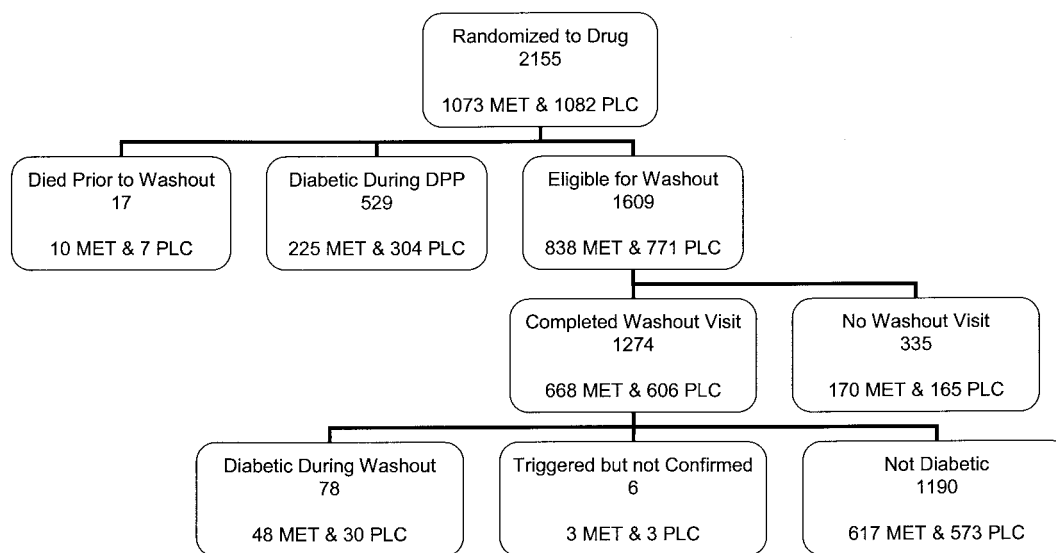 Randomized to Drug
2155
1073 MET & 1082 PLC
Died Prior to Washout
17
10 MET & 7 PLC
Diabetic During DPP
529
225 MET & 304 PLC
Eligible for Washout
1609
838 MET & 771 PLC
Completed Washout Visit
1274
668 MET & 606 PLC
No Washout Visit
335
170 MET & 165 PLC
Diabetic During Washout
78
48 MET & 30 PLC
Triggered but not Confirmed
6
3 MET & 3 PLC
Not Diabetic
1190
617 MET & 573 PLC